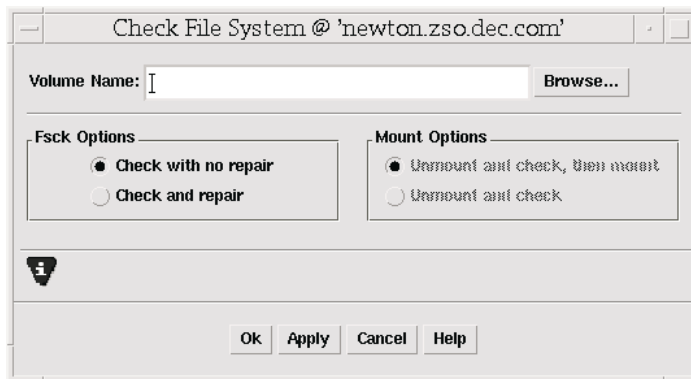 Check File System @ 'newton.zso.dec.com'
Volume Name:
Browse...
Fsck Options
Check with no repair
Check and repair
Mount Options
Unmount and check, then mount
Unmount and check
i
Ok
Apply
Cancel
Help